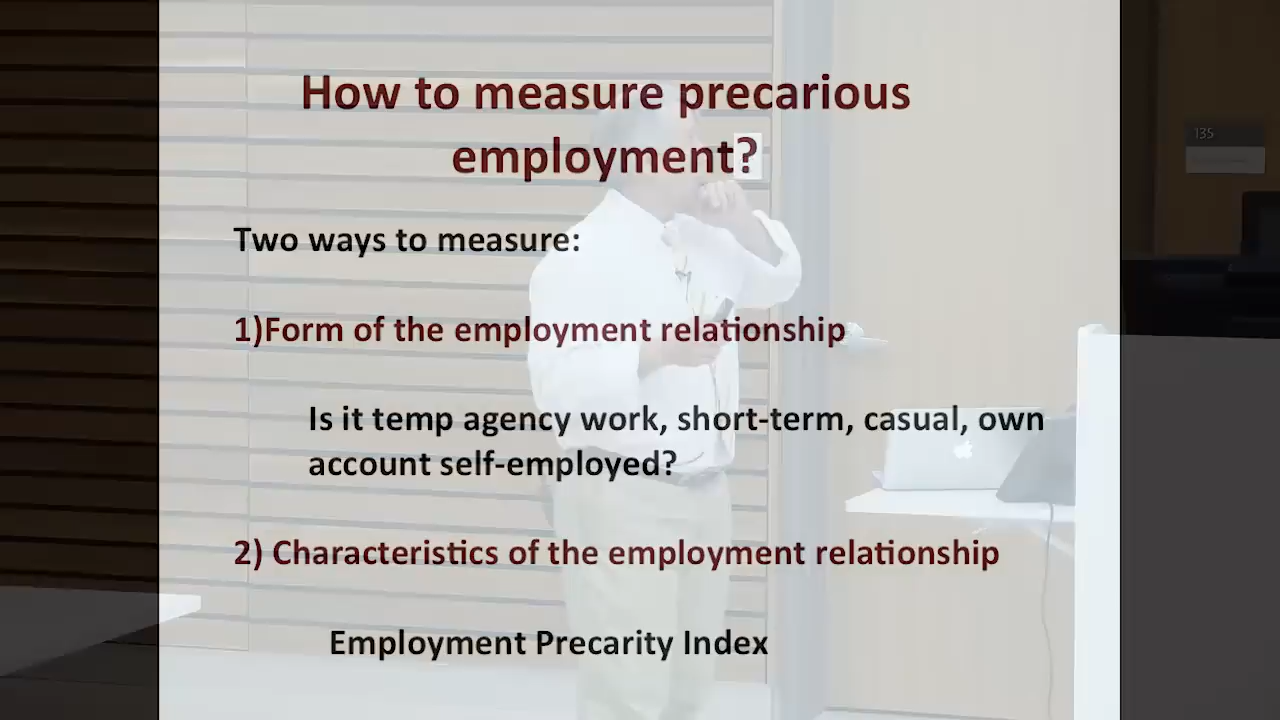 How to measure precarious
employment?
Two ways to measure:
1)Form of the employment relationship
Is it temp agency work, short-term, casual, own
account self-employed?
2) Characteristics of the employment relationship
Employment Precarity Index
135